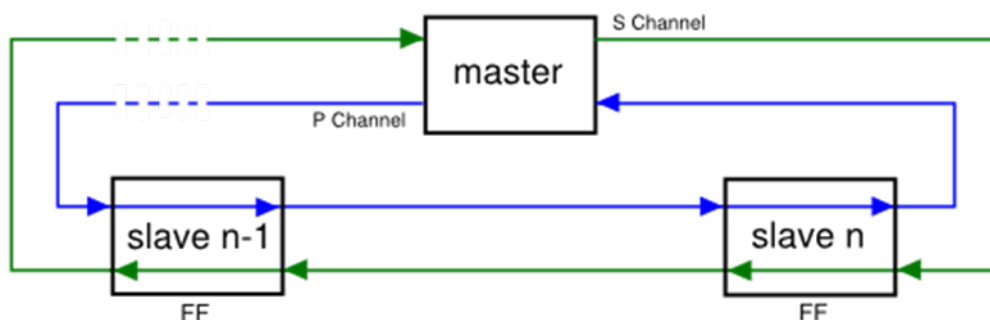 S Channel
master
P Channel
slave n-1
slave n
FF
FF